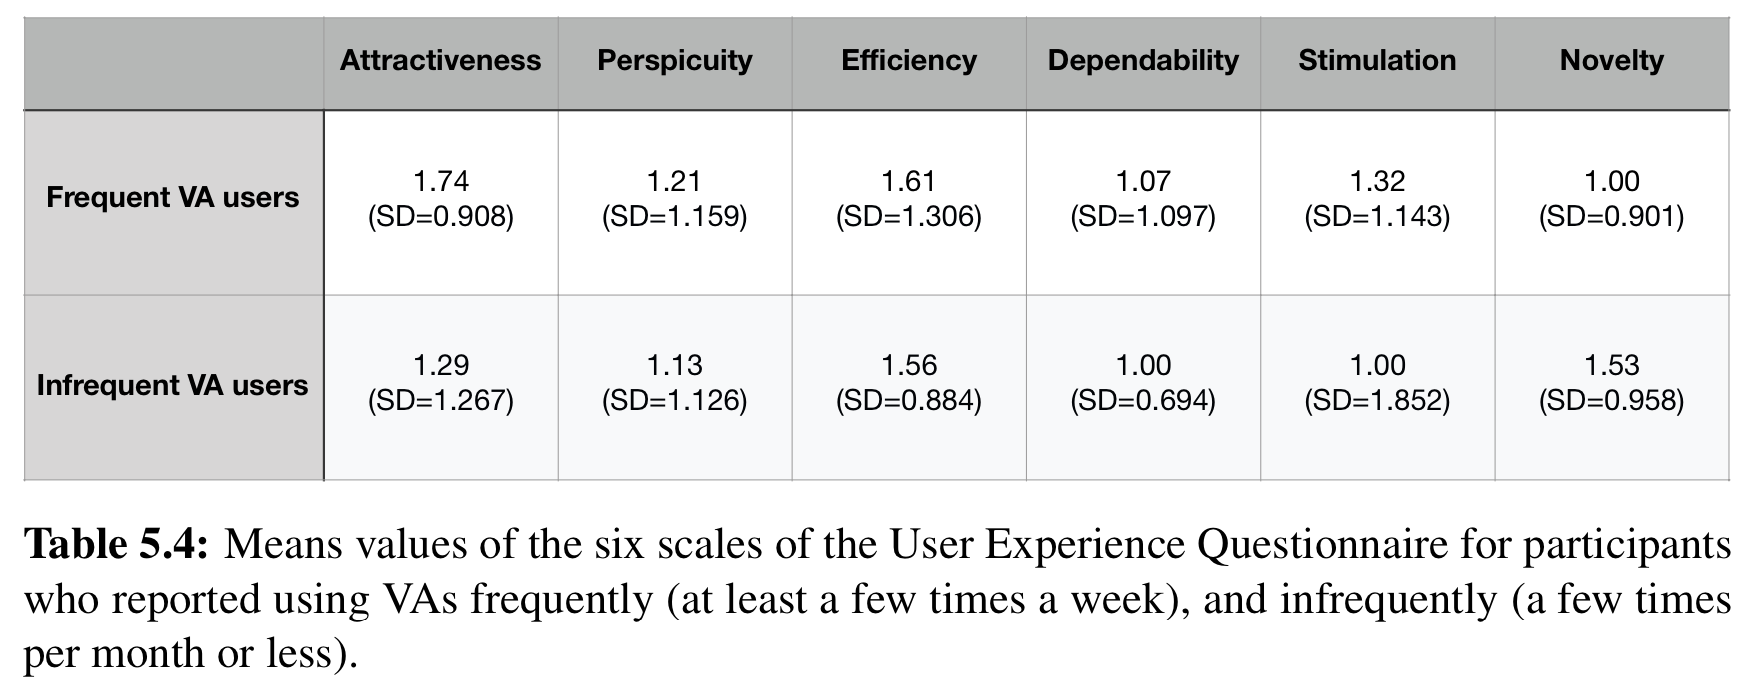 Attractiveness Perspicuity Efficiency Dependability Stimulation Novelty
Frequent VA users 1.74 1.21 1.61 1.07 1.32 1.00
(SD=0.908) (SD=1.159) (SD=1.306) (SD=1.097) (SD=1.143) (SD=0.901)
Infrequent VA users 1.29 1.13 1.56 1.00 1.00 1.53
(SD=1.267) (SD=1.126) (SD=0.884) (SD=0.694) (SD=1.852) (SD=0.958)
Table 5.4: Means values of the six scales of the User Experience Questionnaire for participants
who reported using VAs frequently (at least a few times a week), and infrequently (a few times
per month or less).